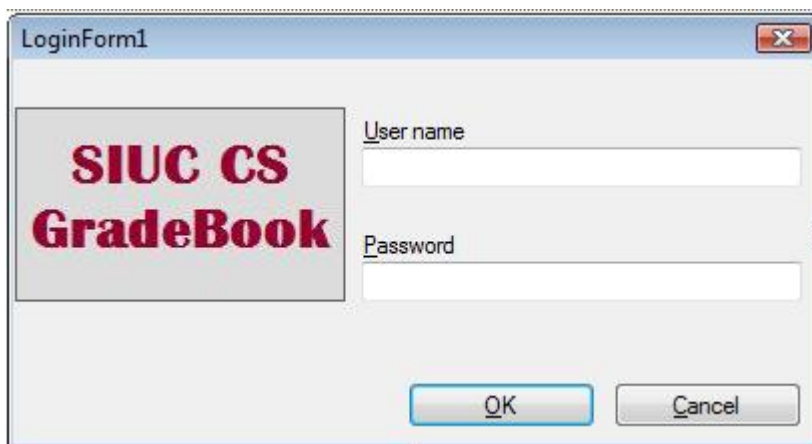 LoginForm1
SIUC CS
GradeBook
User name
Password
OK
Cancel